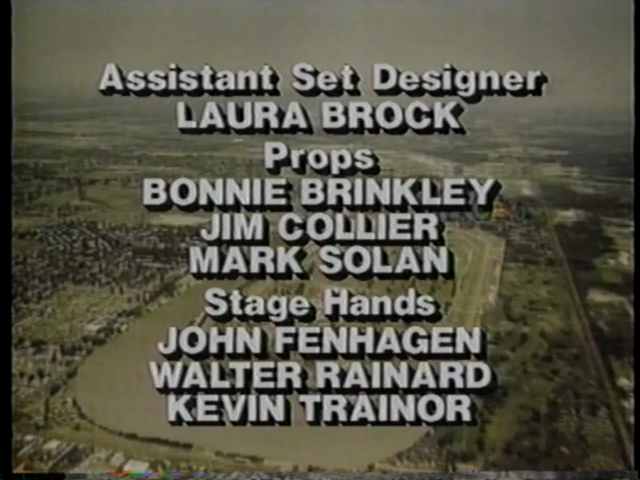 Assistant Set Designer
LAURA BROCK
Props
BONNIE BRINKLEY
JIM COLLIER
MARK SOLAN
Stage Hands
JOHN FENHAGEN
WALTER RAINARD
KEVIN TRAINOR